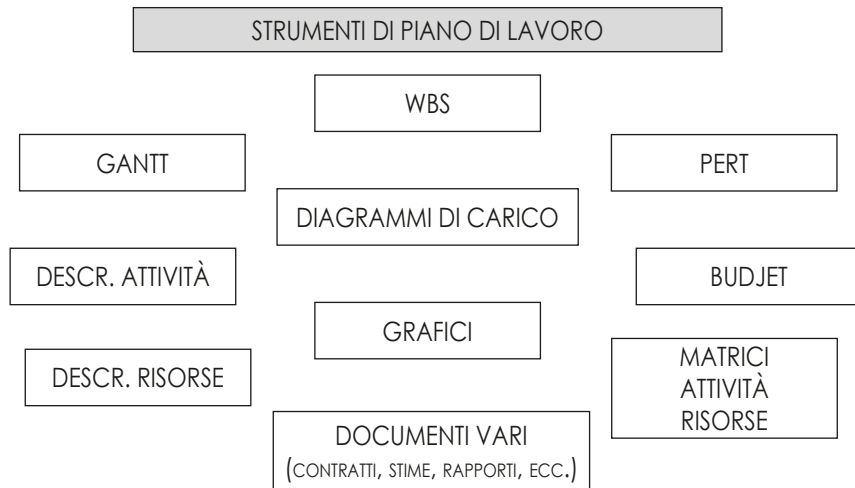 STRUMENTI DI PIANO DI LAVORO
WBS
GANTT
PERT
DIAGRAMMI DI CARICO
DESCR. ATTIVITÀ
BUDJET
GRAFICI
DESCR. RISORSE
MATRICI
ATTIVITÀ
RISORSE
DOCUMENTI VARI
(CONTRATTI, STIME, RAPPORTI, ECC.)